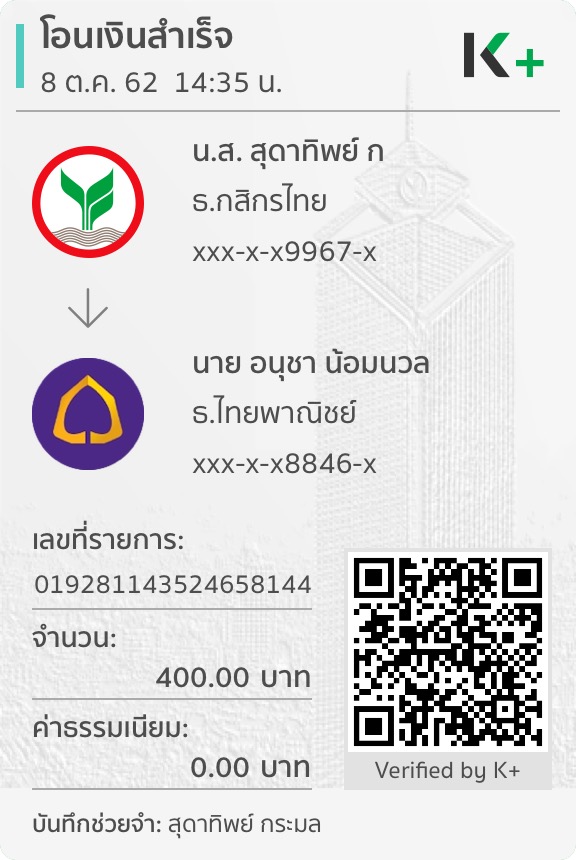 โอนเงินสำเร็จ
8 ต.ค. 62 14:35 น.
K+
น.ส. สุดาทิพย์ ก
ธ.กสิกรไทย
xxx-x-x9967-x
นาย อนุชา น้อมนวล
ธ.ไทยพาณิชย์
xxx-x-x8846-x
เลขที่รายการ:
019281143524658144
จำนวน:
400.00 บาท
ค่าธรรมเนียม:
0.00 บาท
Verified by K+
บันทึกช่วยจำ: สุดาทิพย์ กระมล